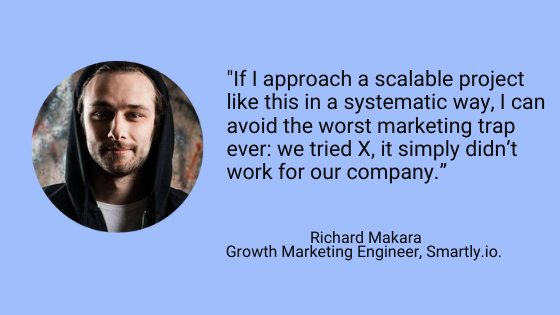 "If I approach a scalable project
like this in a systematic way, I can
avoid the worst marketing trap
ever: we tried X, it simply didn’t
work for our company.”
Richard Makara
Growth Marketing Engineer, Smartly.io.